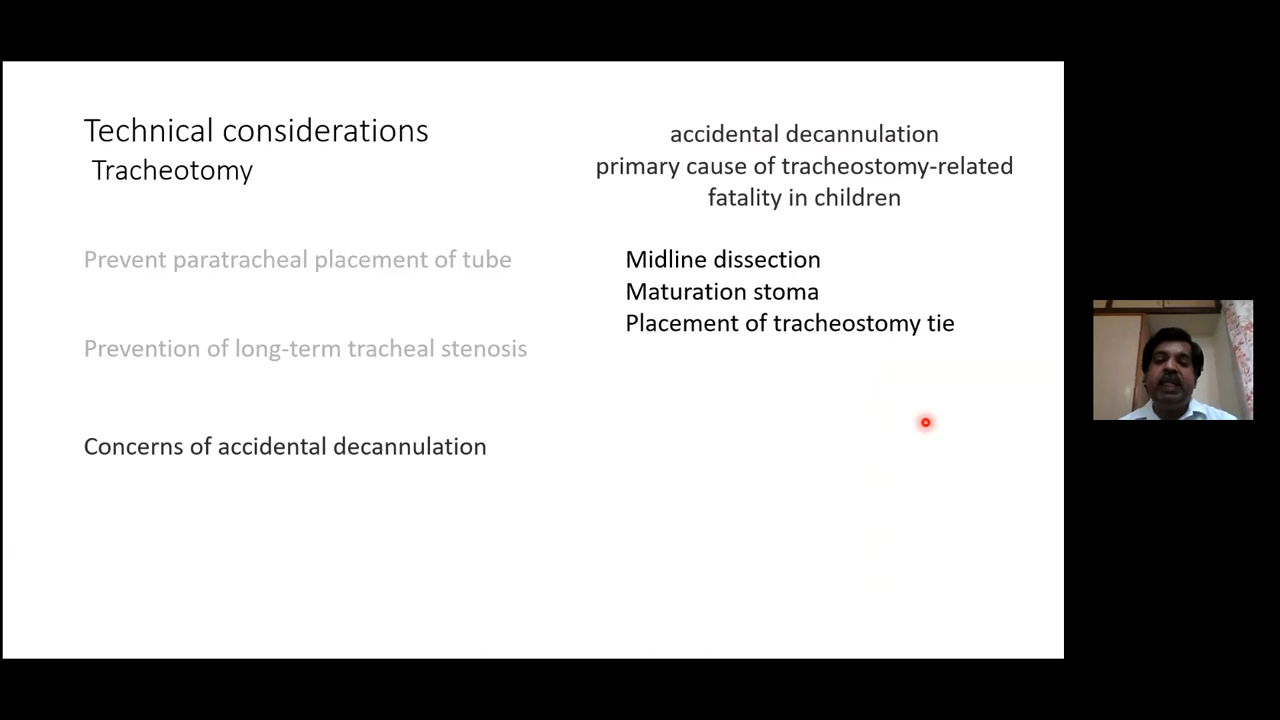 Technical considerations
Tracheotomy
Prevent paratracheal placement of tube
Prevention of long-term tracheal stenosis
Concerns of accidental decannulation
accidental decannulation
primary cause of tracheostomy-related
fatality in children
Midline dissection
Maturation stoma
Placement of tracheostomy tie